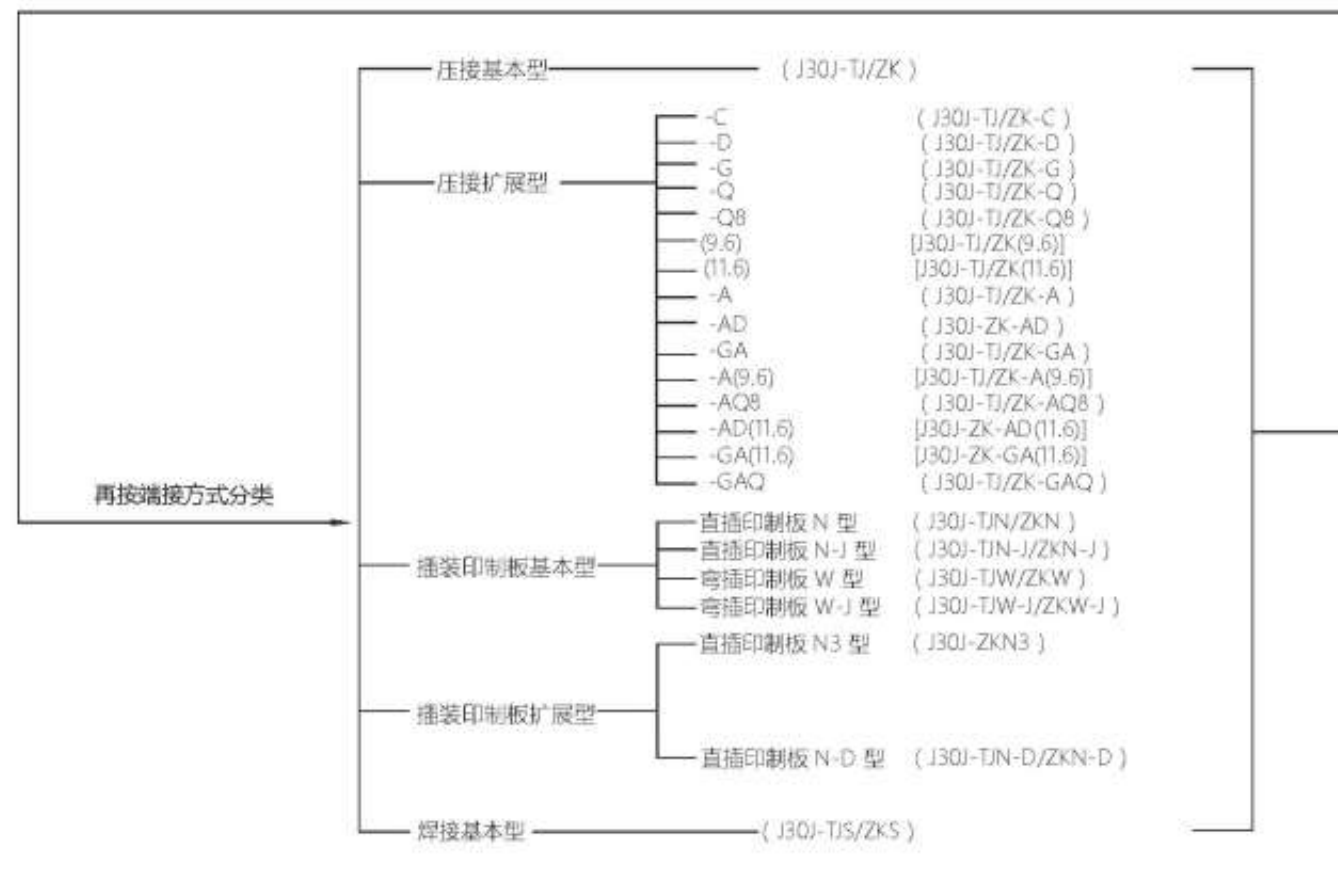 压接基本型 ( J30J-TJ/ZK )
-C ( J30J-TJ/ZK-C )
-D ( J30J-TJ/ZK-D )
压接扩展型 -G ( J30J-TJ/ZK-G )
-Q ( J30J-TJ/ZK-Q )
-Q8 ( J30J-TJ/ZK-Q8 )
(9.6) [J30J-TJ/ZK(9.6)]
(11.6) [J30J-TJ/ZK(11.6)]
-A ( J30J-TJ/ZK-A )
-AD ( J30J-ZK-AD )
-GA ( J30J-TJ/ZK-GA )
-A(9.6) [J30J-TJ/ZK-A(9.6)]
-AQ8 ( J30J-TJ/ZK-AQ8 )
-AD(11.6) [J30J-ZK-AD(11.6)]
-GA(11.6) [J30J-ZK-GA(11.6)]
-GAQ ( J30J-TJ/ZK-GAQ )
再按端接方式分类
直插印制板 N 型 ( J30J-TJN/ZKN )
直插印制板 N-J 型 ( J30J-TJN-J/ZKN-J )
插装印制板基本型 弯插印制板 W 型 ( J30J-TJW/ZKW )
弯插印制板 W-J 型 ( J30J-TJW-J/ZKW-J )
直插印制板 N3 型 ( J30J-ZKN3 )
插装印制板扩展型
直插印制板 N-D 型 ( J30J-TJN-D/ZKN-D )
焊接基本型 ( J30J-TJS/ZKS )